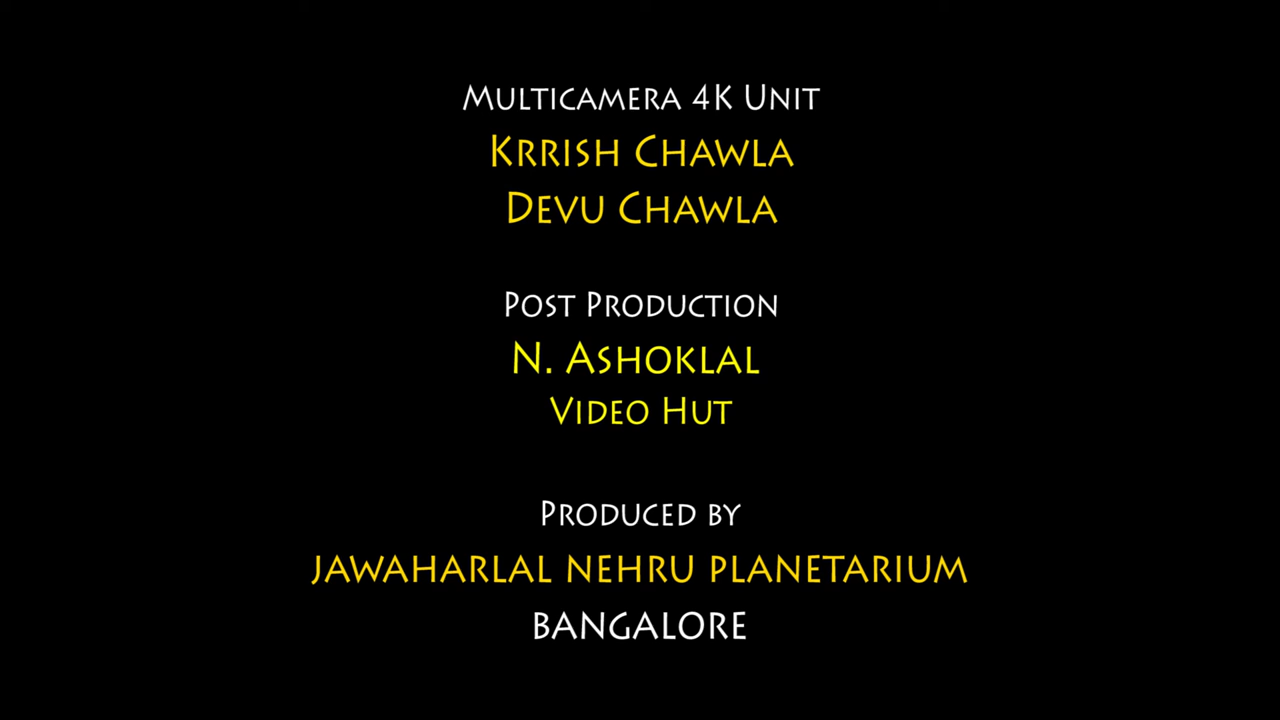 Multicamera 4K Unit
Krrish Chawla
Devu Chawla
Post Production
N. Ashoklal
Video Hut
Produced by
JAWAHARLAL NEHRU PLANETARIUM
BANGALORE